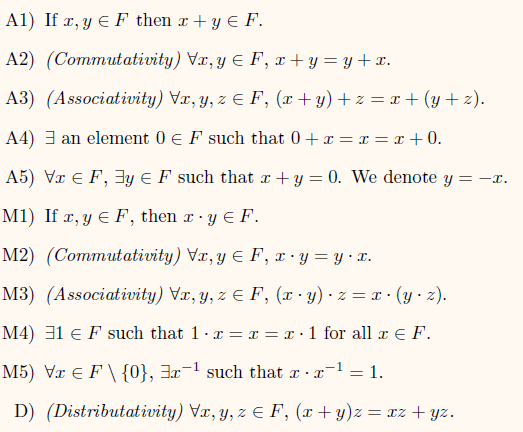 A1) If x, y ∈ F then x + y ∈ F.
A2) (Commutativity) ∀x, y ∈ F, x + y = y + x.
A3) (Associativity) ∀x, y, z ∈ F, (x + y) + z = x + (y + z).
A4) ∃ an element 0 ∈ F such that 0 + x = x = x + 0.
A5) ∀x ∈ F, ∃y ∈ F such that x + y = 0. We denote y = −x.
M1) If x, y ∈ F, then x · y ∈ F.
M2) (Commutativity) ∀x, y ∈ F, x · y = y · x.
M3) (Associativity) ∀x, y, z ∈ F, (x · y) · z = x · (y · z).
M4) ∃1 ∈ F such that 1 · x = x = x · 1 for all x ∈ F.
M5) ∀x ∈ F \ {0}, ∃x⁻¹ such that x · x⁻¹ = 1.
D) (Distributativity) ∀x, y, z ∈ F, (x + y)z = xz + yz.